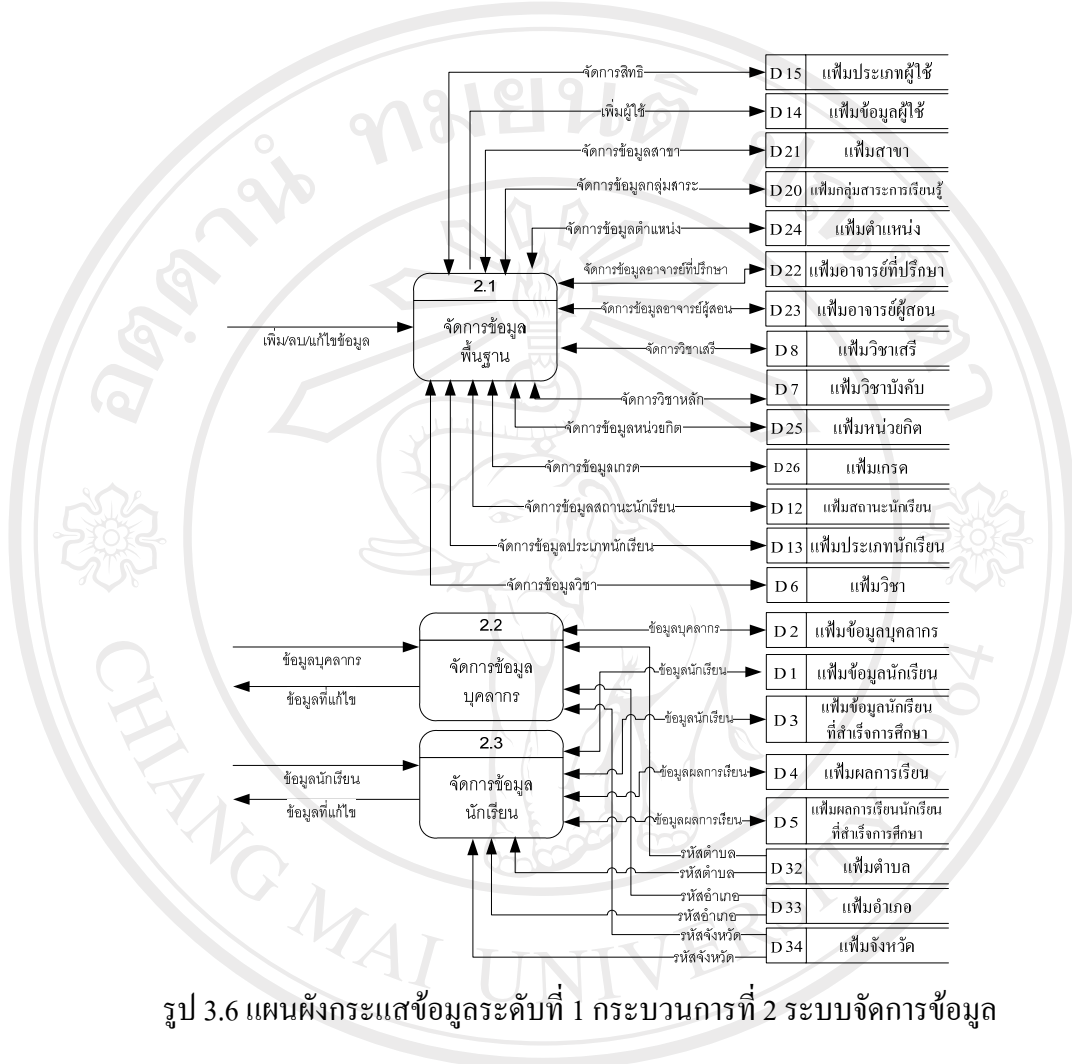 จัดการสิทธิ
D 15 แฟ้มประเภทผู้ใช้
เพิ่มผู้ใช้
D 14 แฟ้มข้อมูลผู้ใช้
จัดการข้อมูลสาขา
D 21 แฟ้มสาขา
จัดการข้อมูลกลุ่มสาระ
D 20 แฟ้มกลุ่มสาระการเรียนรู้
จัดการข้อมูลตำแหน่ง
D 24 แฟ้มตำแหน่ง
จัดการข้อมูลอาจารย์ที่ปรึกษา
D 22 แฟ้มอาจารย์ที่ปรึกษา
จัดการข้อมูลอาจารย์ผู้สอน
D 23 แฟ้มอาจารย์ผู้สอน
2.1
จัดการข้อมูล
พื้นฐาน
เพิ่ม/ลบ/แก้ไขข้อมูล
จัดการวิชาเสรี
D 8 แฟ้มวิชาเสรี
จัดการวิชาหลัก
D 7 แฟ้มวิชาบังคับ
จัดการข้อมูลหน่วยกิต
D 25 แฟ้มหน่วยกิต
จัดการข้อมูลเกรด
D 26 แฟ้มเกรด
จัดการข้อมูลสถานะนักเรียน
D 12 แฟ้มสถานะนักเรียน
จัดการข้อมูลประเภทนักเรียน
D 13 แฟ้มประเภทนักเรียน
จัดการข้อมูลวิชา
D 6 แฟ้มวิชา
2.2
จัดการข้อมูล
บุคลากร
ข้อมูลบุคลากร
ข้อมูลที่แก้ไข
ข้อมูลบุคลากร
D 2 แฟ้มข้อมูลบุคลากร
ข้อมูลนักเรียน
D 1 แฟ้มข้อมูลนักเรียน
ข้อมูลนักเรียน
D 3 แฟ้มข้อมูลนักเรียน
ที่สำเร็จการศึกษา
2.3
จัดการข้อมูล
นักเรียน
ข้อมูลนักเรียน
ข้อมูลที่แก้ไข
ข้อมูลผลการเรียน
D 4 แฟ้มผลการเรียน
ข้อมูลผลการเรียน
D 5 แฟ้มผลการเรียนนักเรียน
ที่สำเร็จการศึกษา
รหัสตำบล
รหัสตำบล
D 32 แฟ้มตำบล
รหัสอำเภอ
รหัสอำเภอ
D 33 แฟ้มอำเภอ
รหัสจังหวัด
รหัสจังหวัด
D 34 แฟ้มจังหวัด
CHIANG MAI UNIVERSITY 1964
รูป 3.6 แผนผังกระแสข้อมูลระดับที่ 1 กระบวนการที่ 2 ระบบจัดการข้อมูล